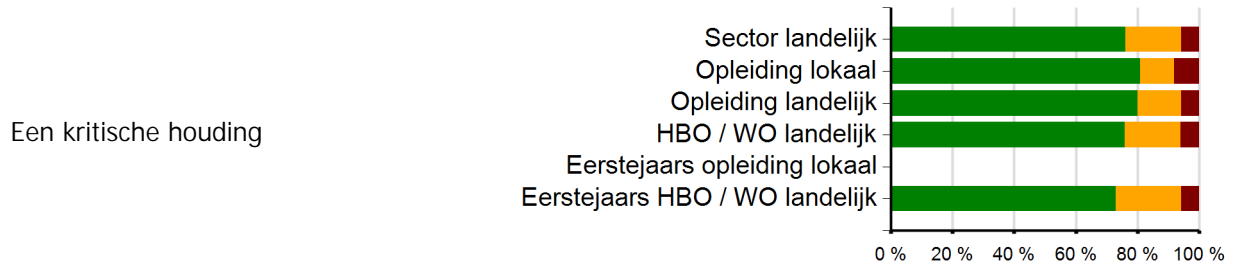 Een kritische houding
Sector landelijk
Opleiding lokaal
Opleiding landelijk
HBO / WO landelijk
Eerstejaars opleiding lokaal
Eerstejaars HBO / WO landelijk
0 % 20 % 40 % 60 % 80 % 100 %